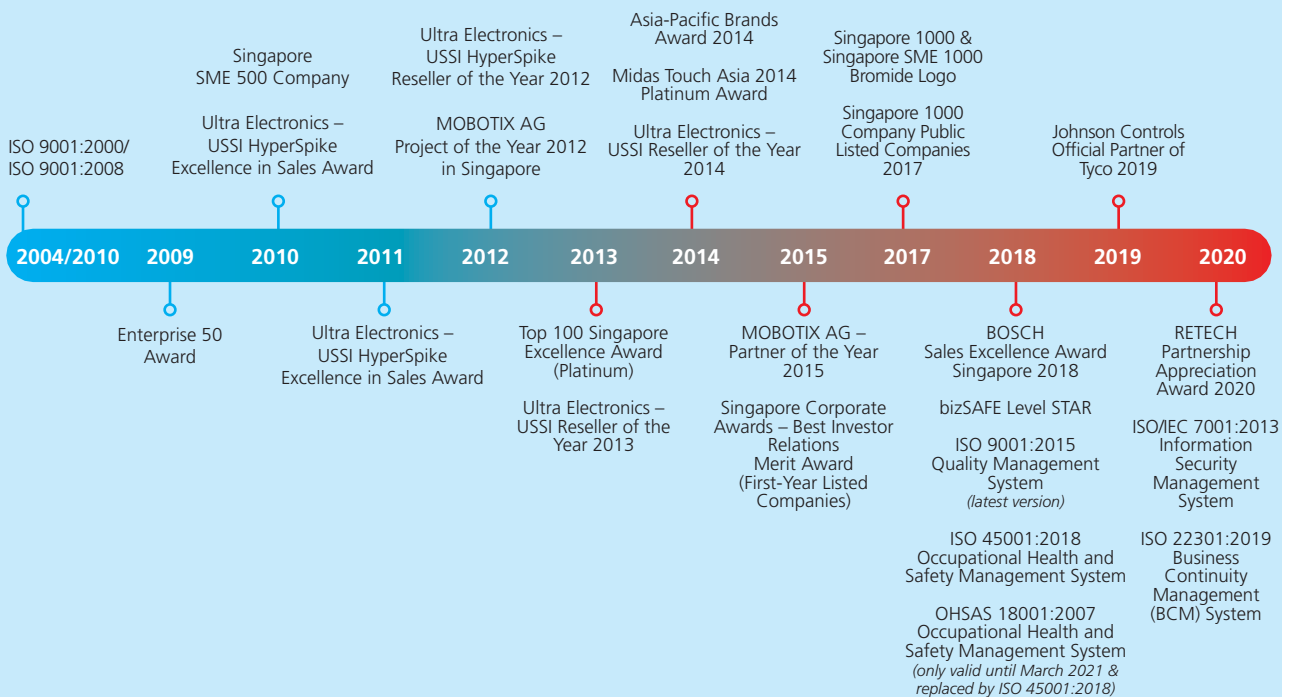 ISO 9001:2000/
ISO 9001:2008
Singapore
SME 500 Company
Ultra Electronics –
USSI HyperSpike
Excellence in Sales Award
Ultra Electronics –
USSI HyperSpike
Reseller of the Year 2012
MOBOTIX AG
Project of the Year 2012
in Singapore
Asia-Pacific Brands
Award 2014
Midas Touch Asia 2014
Platinum Award
Ultra Electronics –
USSI Reseller of the Year
2014
Singapore 1000 &
Singapore SME 1000
Bromide Logo
Singapore 1000
Company Public
Listed Companies
2017
Johnson Controls
Official Partner of
Tyco 2019
2004/2010 2009 2010 2011 2012 2013 2014 2015 2017 2018 2019 2020
Enterprise 50
Award
Ultra Electronics –
USSI HyperSpike
Excellence in Sales Award
Top 100 Singapore
Excellence Award
(Platinum)
Ultra Electronics –
USSI Reseller of the
Year 2013
MOBOTIX AG –
Partner of the Year
2015
Singapore Corporate
Awards – Best Investor
Relations
Merit Award
(First-Year Listed
Companies)
BOSCH
Sales Excellence Award
Singapore 2018
bizSAFE Level STAR
ISO 9001:2015
Quality Management
System
(latest version)
ISO 45001:2018
Occupational Health and
Safety Management System
OHSAS 18001:2007
Occupational Health and
Safety Management System
(only valid until March 2021 &
replaced by ISO 45001:2018)
RETECH
Partnership
Appreciation
Award 2020
ISO/IEC 7001:2013
Information
Security
Management
System
ISO 22301:2019
Business
Continuity
Management
(BCM) System